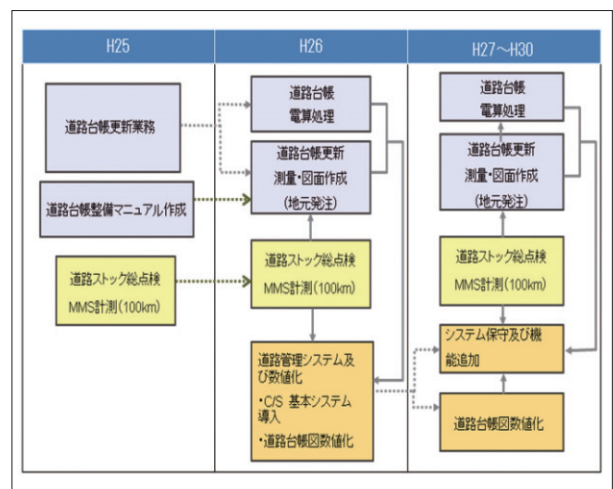 H25
H26
H27～H30
道路台帳更新業務
道路台帳整備マニュアル作成
道路ストック総点検
MMS計測(100km)
道路台帳
電算処理
道路台帳更新
測量・図面作成
(地元発注)
道路ストック総点検
MMS計測(100km)
道路管理システム及
び数値化
・C/S 基本システム
導入
・道路台帳図数値化
道路台帳
電算処理
道路台帳更新
測量・図面作成
(地元発注)
道路ストック総点検
MMS計測(100km)
システム保守及び機
能追加
道路台帳図数値化